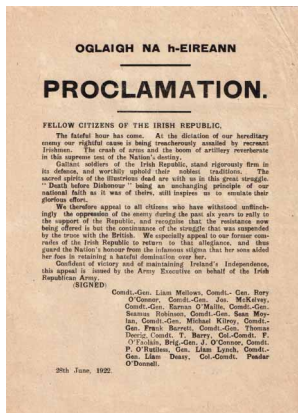 OGLAIGH NA h-EIREANN
PROCLAMATION.
FELLOW CITIZENS OF THE IRISH REPUBLIC,
The fateful hour has come. At the dictation of our hereditary
enemy our rightful cause is being treacherously assailed by recreant
Irishmen. The crash of arms and the boom of artillery reverberate
in this supreme test of the Nation's destiny.
Gallant soldiers of the Irish Republic, stand rigorously firm in
its defence, and worthily uphold their noblest traditions. The
sacred spirits of the illustrious dead are with us in this great struggle.
"Death before Dishonour" being an unchanging principle of our
national faith as it was of theirs, still inspires us to emulate their
glorious effort.
We therefore appeal to all citizens who have withstood unflinch-
ingly the oppression of the enemy during the past six years to rally to
the support of the Republic, and recognise that the resistance now
being offered is but the continuance of the struggle that was suspended
by the truce with the British. We especially appeal to our former com-
rades of the Irish Republic to return to that allegiance, and thus
guard the Nation's honour from the infamous stigma that her sons aided
her foes in retaining a hateful domination over her.
Confident of victory and of maintaining Ireland's Independence,
this appeal is issued by the Army Executive on behalf of the Irish
Republican Army.
(SIGNED)
Comdt.-Gen. Liam Mellows, Comdt.- Gen. Rory
O'Connor, Comdt.-Gen. Jos. McKelvey,
Comdt.-Gen. Earnan O'Maille, Comdt.-Gen.
Seamus Robinson, Comdt.-Gen. Sean Moy-
lan, Comdt.-Gen. Michael Kilroy, Comdt.-
Gen. Frank Barrett, Comdt.-Gen. Thomas
Deerig, Comdt. T. Barry, Col.-Comdt. F.
O'Faolain, Brig.-Gen. J. O'Connor, Comdt.
P. O'Rutiless, Gen. Liam Lynch, Comdt.-
Gen. Liam Deasy, Col.-Comdt. Peadar
O'Donnell.
28th June, 1922.